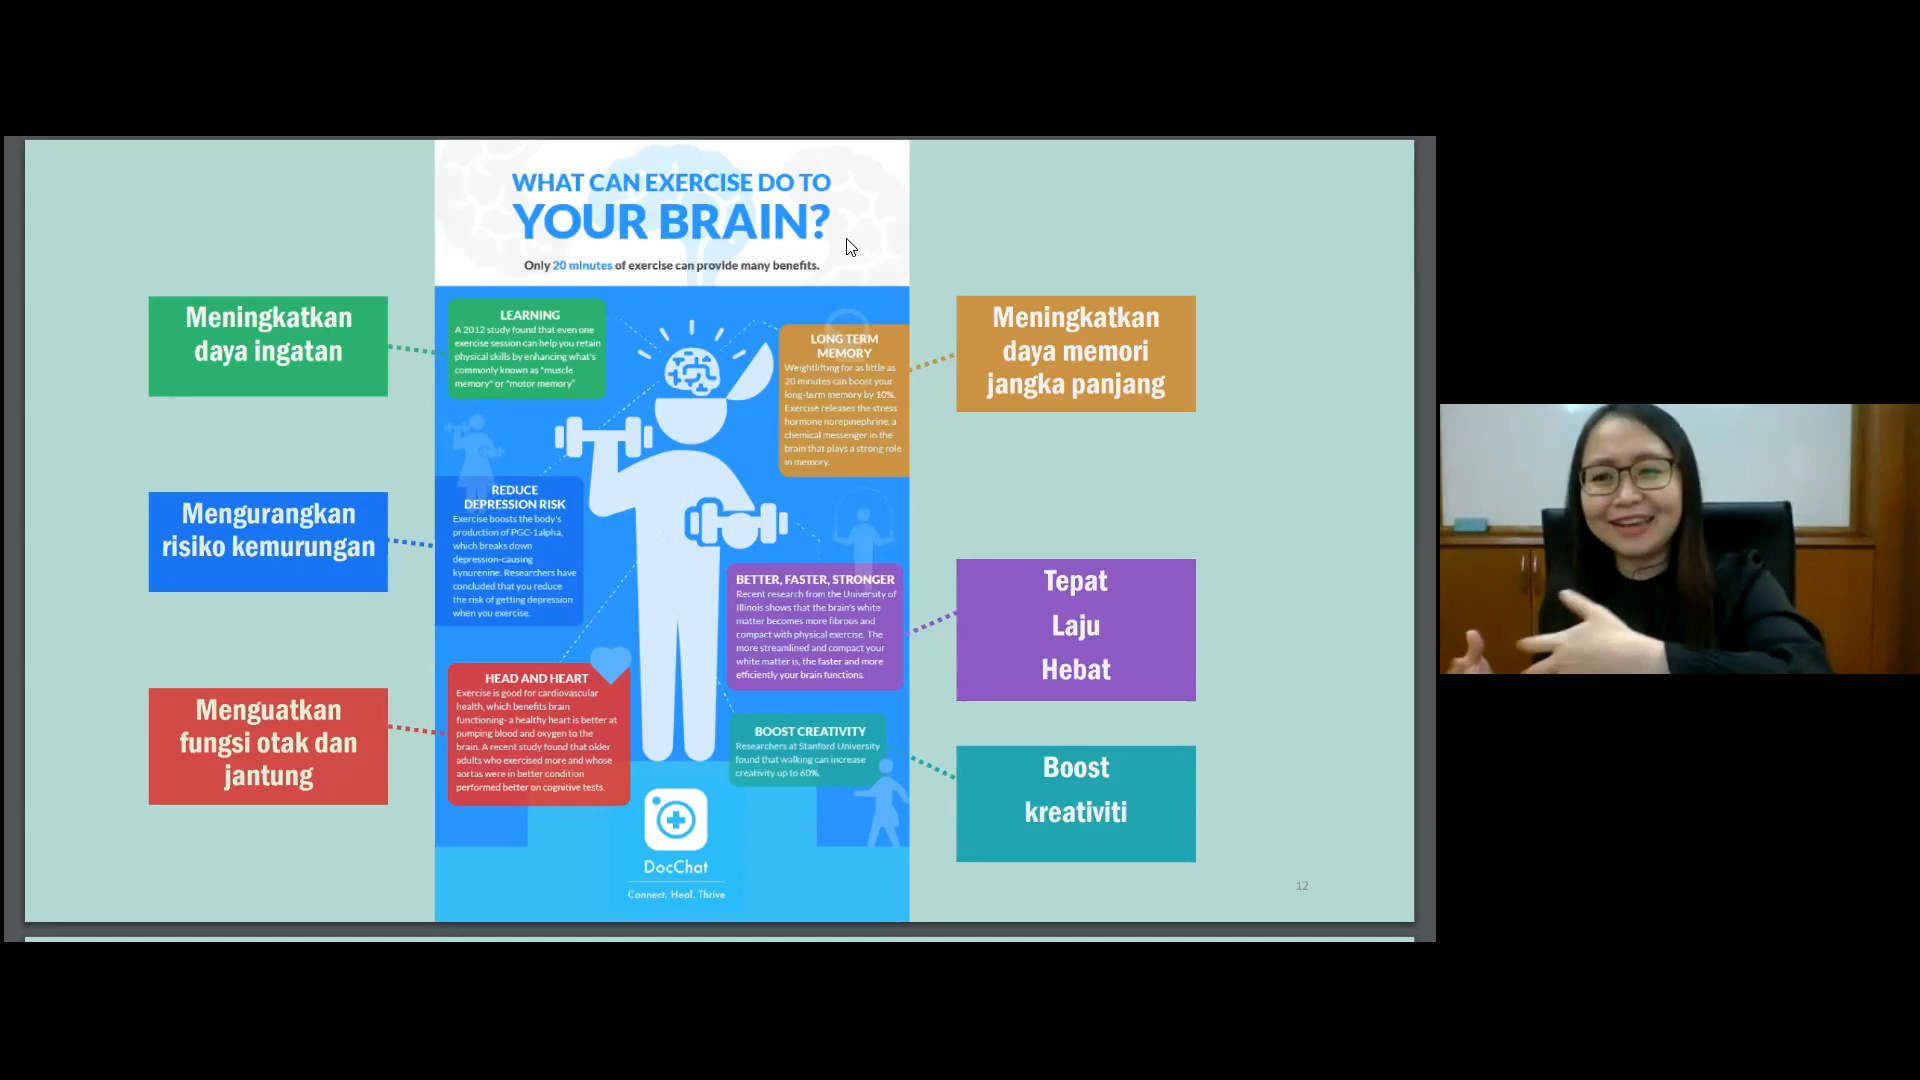 WHAT CAN EXERCISE DO TO
YOUR BRAIN?
Only 20 minutes of exercise can provide many benefits.
Meningkatkan
daya ingatan
LEARNING
A 2012 study found that even one
exercise session can help you retain
physical skills by enhancing what's
commonly known as "muscle
memory" or "motor memory"
LONG TERM
MEMORY
Weightlifting for as little as
20 minutes can boost your
long-term memory by 10%.
Exercise releases the stress
hormone norepinephrine, a
chemical messenger in the
brain that plays a strong role
in memory.
Meningkatkan
daya memori
jangka panjang
Mengurangkan
risiko kemurungan
REDUCE
DEPRESSION RISK
Exercise boosts the body's
production of PGC-1alpha,
which breaks down
depression-causing
kynurenine. Researchers have
concluded that you reduce
the risk of getting depression
when you exercise.
BETTER, FASTER, STRONGER
Recent research from the University of
Illinois shows that the brain's white
matter becomes more fibrous and
compact with physical exercise. The
more streamlined and compact your
white matter is, the faster and more
efficiently your brain functions.
Tepat
Laju
Hebat
Menguatkan
fungsi otak dan
jantung
HEAD AND HEART
Exercise is good for cardiovascular
health, which benefits brain
functioning- a healthy heart is better at
pumping blood and oxygen to the
brain. A recent study found that older
adults who exercised more and whose
aortas were in better condition
performed better on cognitive tests.
BOOST CREATIVITY
Researchers at Stanford University
found that walking can increase
creativity up to 60%.
Boost
kreativiti
DocChat
Connect. Heal. Thrive
12